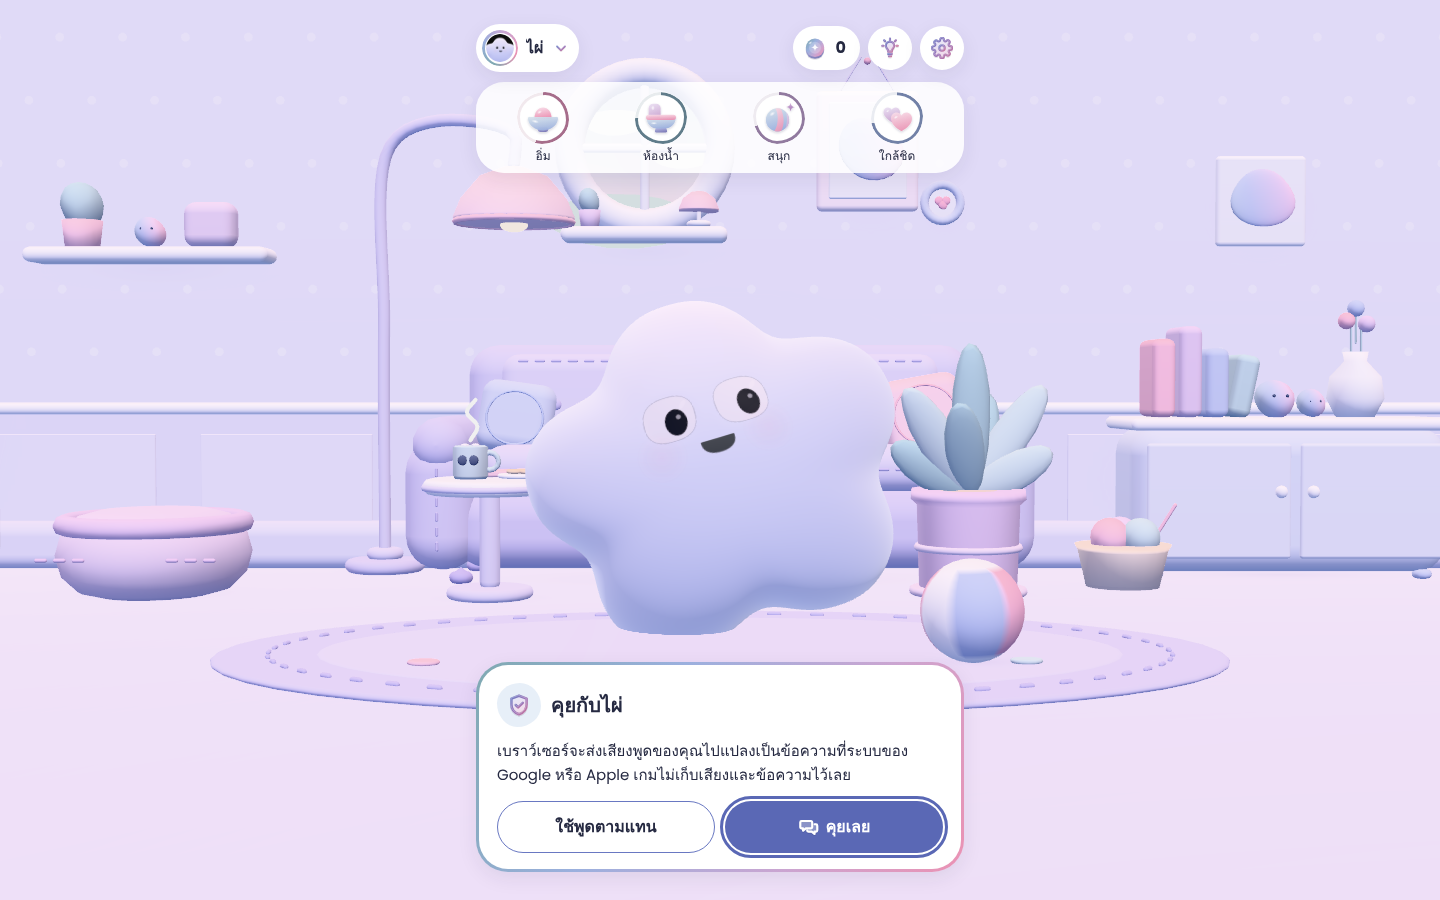 ไผ่
0
อิ่ม
ห้องน้ำ
สนุก
ใกล้ชิด
คุยกับไผ่
เบราว์เซอร์จะส่งเสียงพูดของคุณไปแปลงเป็นข้อความที่ระบบของ
Google หรือ Apple เกมไม่เก็บเสียงและข้อความไว้เลย
ใช้พูดตามแทน
คุยเลย